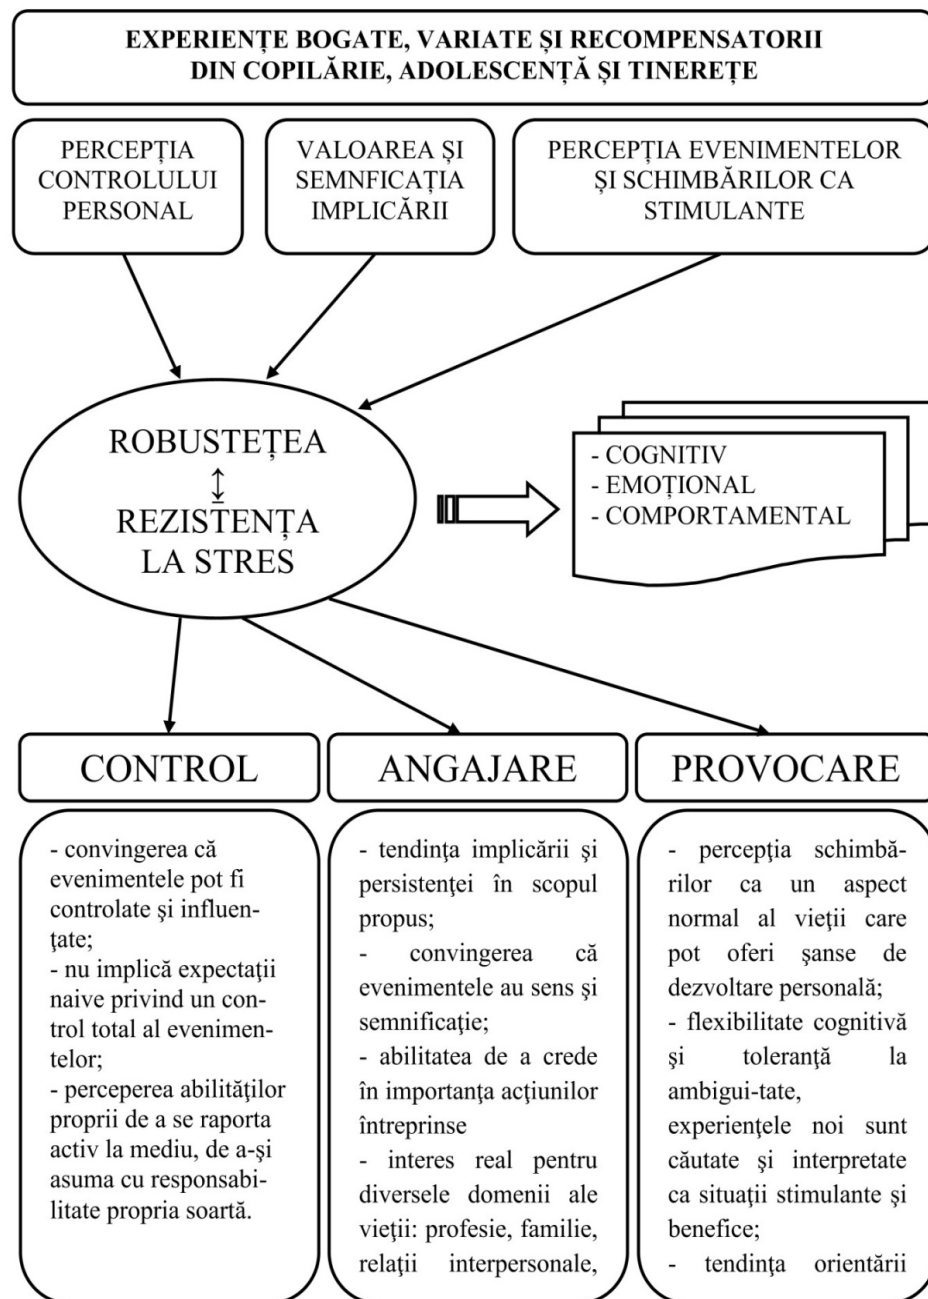 EXPERIENȚE BOGATE, VARIATE ȘI RECOMPENSATORII
DIN COPILĂRIE, ADOLESCENȚĂ ȘI TINEREȚE
PERCEPȚIA
CONTROLULUI
PERSONAL
VALOAREA ȘI
SEMNFICAȚIA
IMPLICĂRII
PERCEPȚIA EVENIMENTELOR
ȘI SCHIMBĂRILOR CA
STIMULANTE
ROBUSTEȚEA
↕
REZISTENȚA
LA STRES
- COGNITIV
- EMOȚIONAL
- COMPORTAMENTAL
CONTROL
- convingerea că
evenimentele pot fi
controlate şi influen-
ţate;
- nu implică expectaţii
naive privind un con-
trol total al evenimen-
telor;
- perceperea abilităţilor
proprii de a se raporta
activ la mediu, de a-şi
asuma cu responsabi-
litate propria soartă.
ANGAJARE
- tendinţa implicării şi
persistenţei în scopul
propus;
- convingerea că
evenimentele au sens şi
semnificaţie;
- abilitatea de a crede
în importanţa acţiunilor
întreprinse
- interes real pentru
diversele domenii ale
vieţii: profesie, familie,
relaţii interpersonale,
PROVOCARE
- percepţia schimbă-
rilor ca un aspect
normal al vieţii care
pot oferi şanse de
dezvoltare personală;
- flexibilitate cognitivă
şi toleranţă la
ambigui-tate,
experienţele noi sunt
căutate şi interpretate
ca situaţii stimulante şi
benefice;
- tendinţa orientării